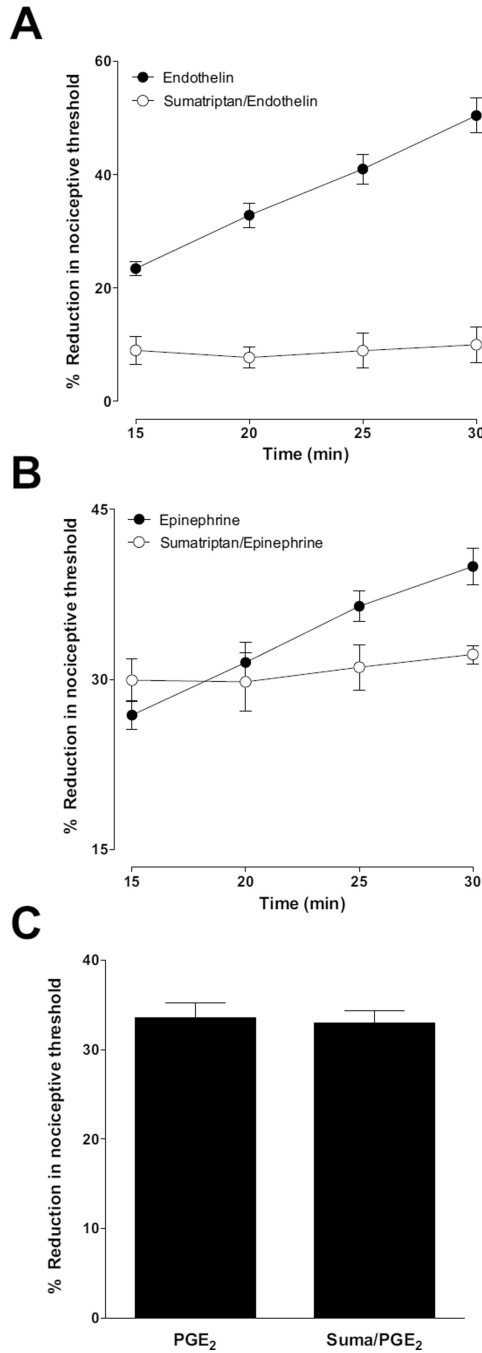 A
% Reduction in nociceptive threshold
60
40
20
0
Endothelin
Sumatriptan/Endothelin
15 20 25 30
Time (min)
B
% Reduction in nociceptive threshold
45
30
15
Epinephrine
Sumatriptan/Epinephrine
15 20 25 30
Time (min)
C
% Reduction in nociceptive threshold
40
30
20
10
0
PGE₂ Suma/PGE₂